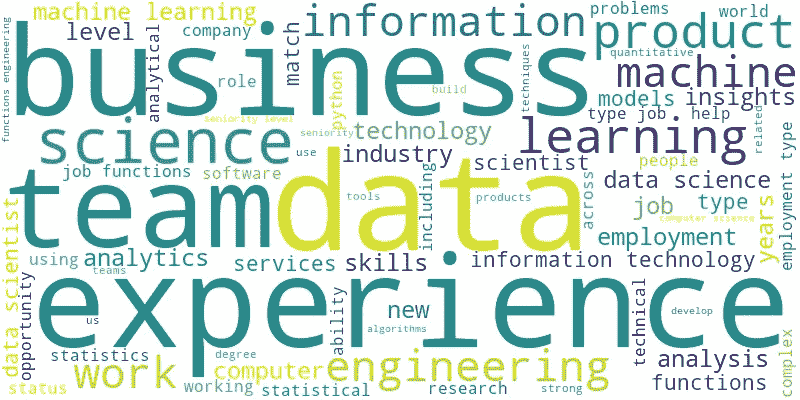 machine learning
information
problems
world
level
company
product
functions engineering
analytical
match
business
techniques
quantitative
machine
role
python
build
models
insights
seniority level
type job
help
related
science
seniority
technology
learning
people
employment type
use
industry
scientist
job functions
software
including
data science
team
data
tools
products
across
job
type
computer science
years
data scientist
employment
using
analytics
services
skills
information technology
teams
opportunity
experience
us
ability
new
algorithms
technical
develop
complex
statistics
degree
engineering
analysis
work
computer
status
working
statistical
research
strong
functions